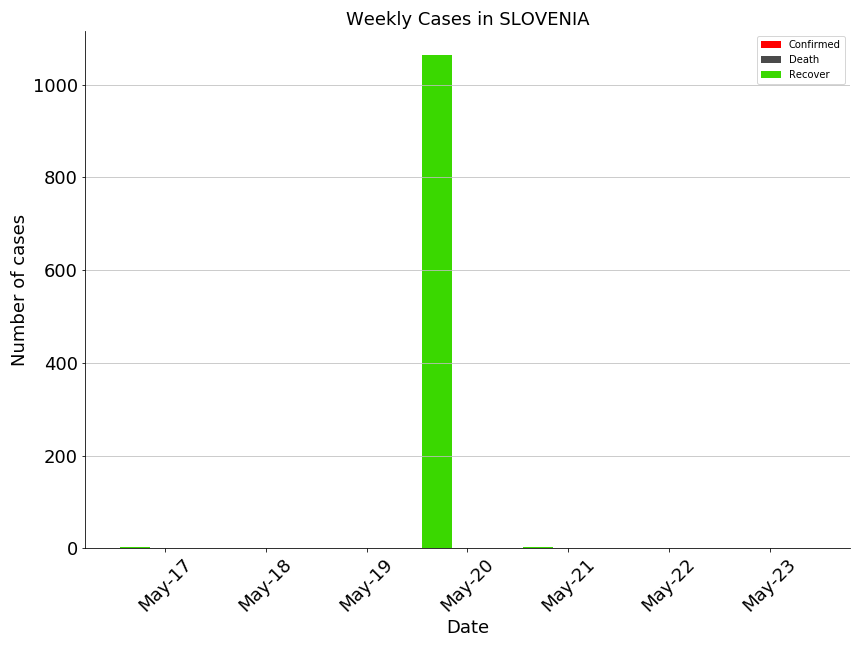 Weekly Cases in SLOVENIA
Confirmed
Death
Recover
Number of cases
1000
800
600
400
200
0
May-17
May-18
May-19
May-20
May-21
May-22
May-23
Date